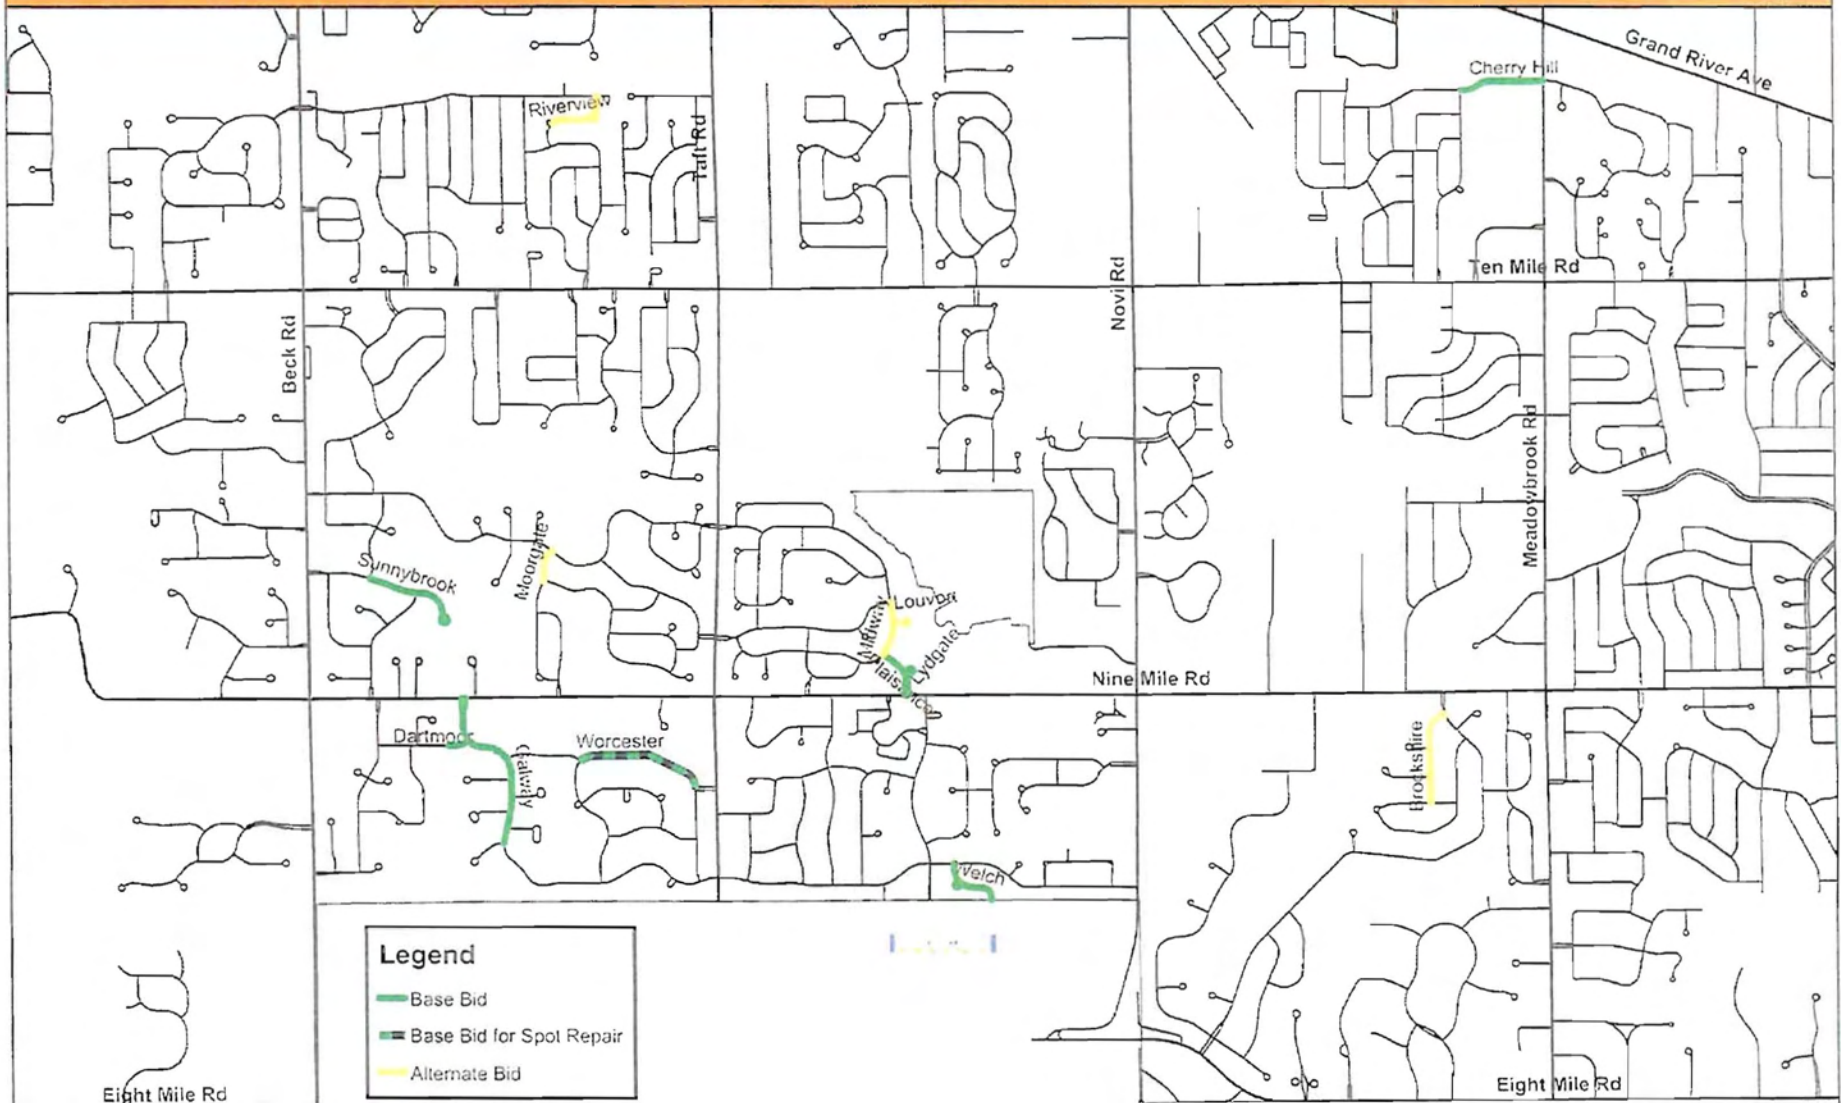 Grand River Ave
Cherry Hill
Riverview
Taft Rd
Ten Mile Rd
Novi Rd
Beck Rd
Meadowbrook Rd
Moorgate
Sunnybrook
Louvon
Midway
Lydgate
Nine Mile Rd
Dartmoor
Galway
Worcester
Brookshire
Welch
Legend
Base Bid
Base Bid for Spot Repair
Alternate Bid
Eight Mile Rd
Eight Mile Rd